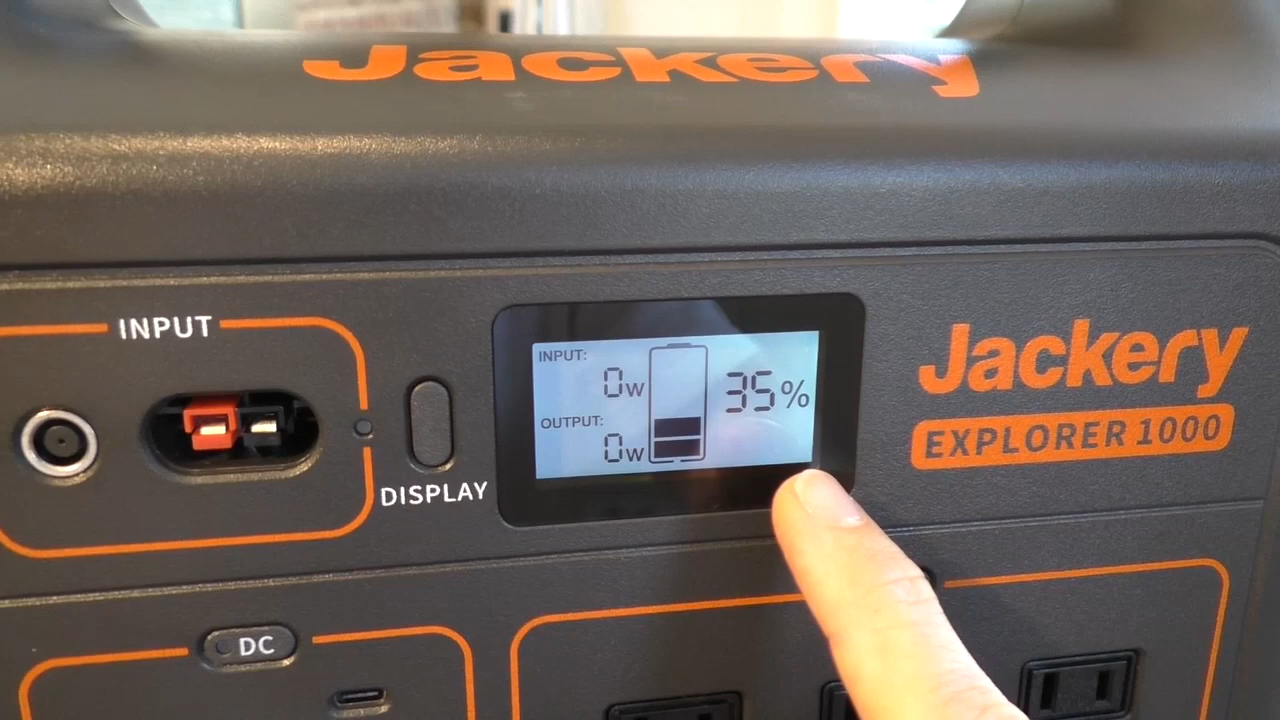 Jackery
INPUT
DISPLAY
INPUT:
0w
OUTPUT:
0w
35%
Jackery
EXPLORER 1000
DC